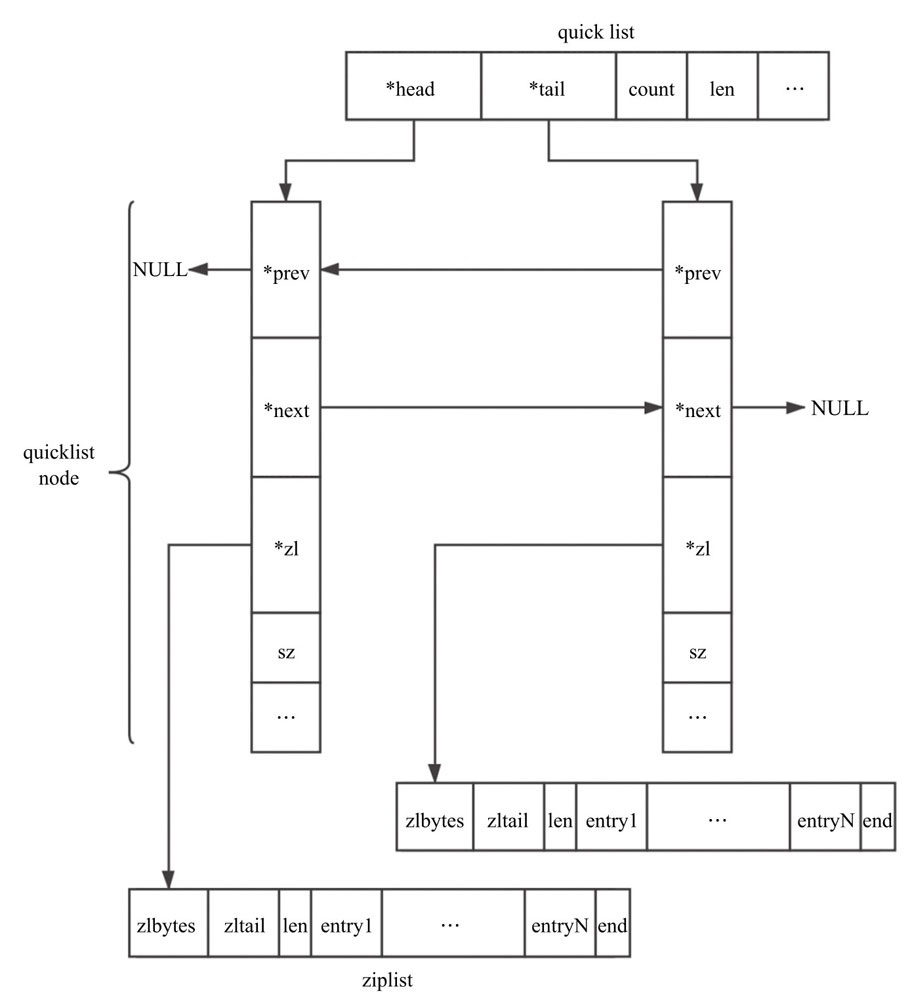 quick list
*head *tail count len ...
NULL *prev *prev
*next *next NULL
quicklist
node
*zl *zl
sz sz
... ...
zlbytes zltail len entry1 ... entryN end
zlbytes zltail len entry1 ... entryN end
ziplist